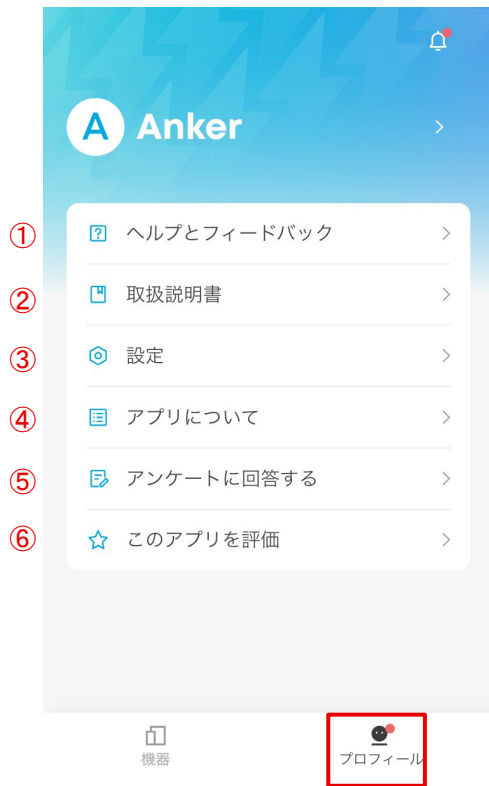 A Anker
① ヘルプとフィードバック
② 取扱説明書
③ 設定
④ アプリについて
⑤ アンケートに回答する
⑥ このアプリを評価
機器
プロフィール